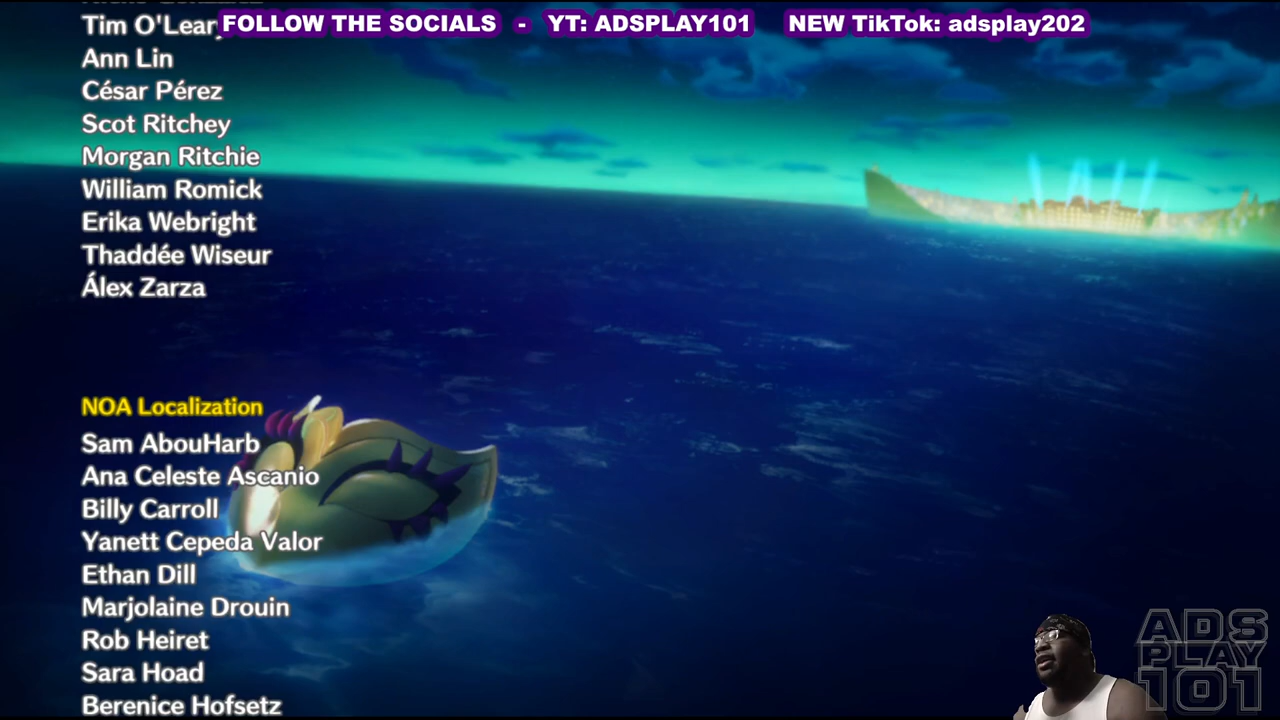 FOLLOW THE SOCIALS - YT: ADSPLAY101 NEW TikTok: adsplay202
Tim O'Leary
Ann Lin
César Pérez
Scot Ritchey
Morgan Ritchie
William Romick
Erika Webright
Thaddée Wiseur
Álex Zarza
NOA Localization
Sam AbouHarb
Ana Celeste Ascanio
Billy Carroll
Yanett Cepeda Valor
Ethan Dill
Marjolaine Drouin
Rob Heiret
Sara Hoad
Berenice Hofsetz
ADS
PLAY
101